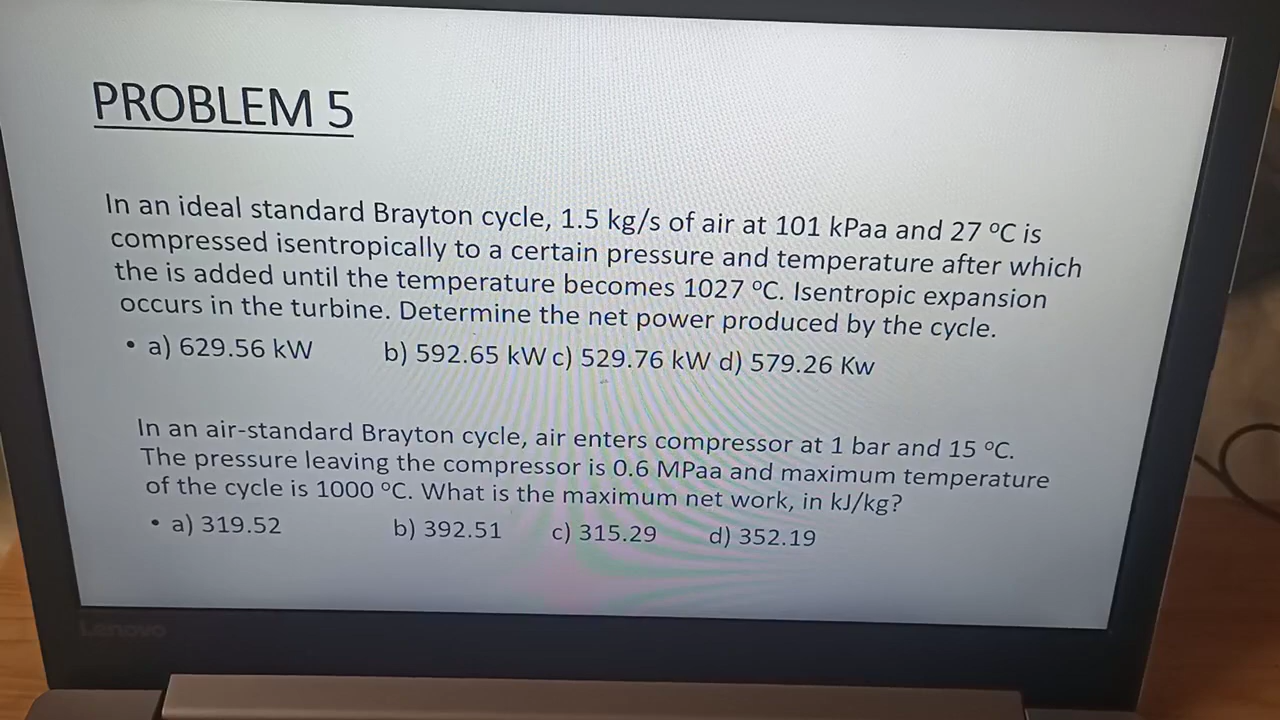 PROBLEM 5
In an ideal standard Brayton cycle, 1.5 kg/s of air at 101 kPaa and 27 ºC is
compressed isentropically to a certain pressure and temperature after which
the is added until the temperature becomes 1027 ºC. Isentropic expansion
occurs in the turbine. Determine the net power produced by the cycle.
• a) 629.56 kW b) 592.65 kW c) 529.76 kW d) 579.26 Kw
In an air-standard Brayton cycle, air enters compressor at 1 bar and 15 ºC.
The pressure leaving the compressor is 0.6 MPaa and maximum temperature
of the cycle is 1000 ºC. What is the maximum net work, in kJ/kg?
• a) 319.52 b) 392.51 c) 315.29 d) 352.19
Lenovo